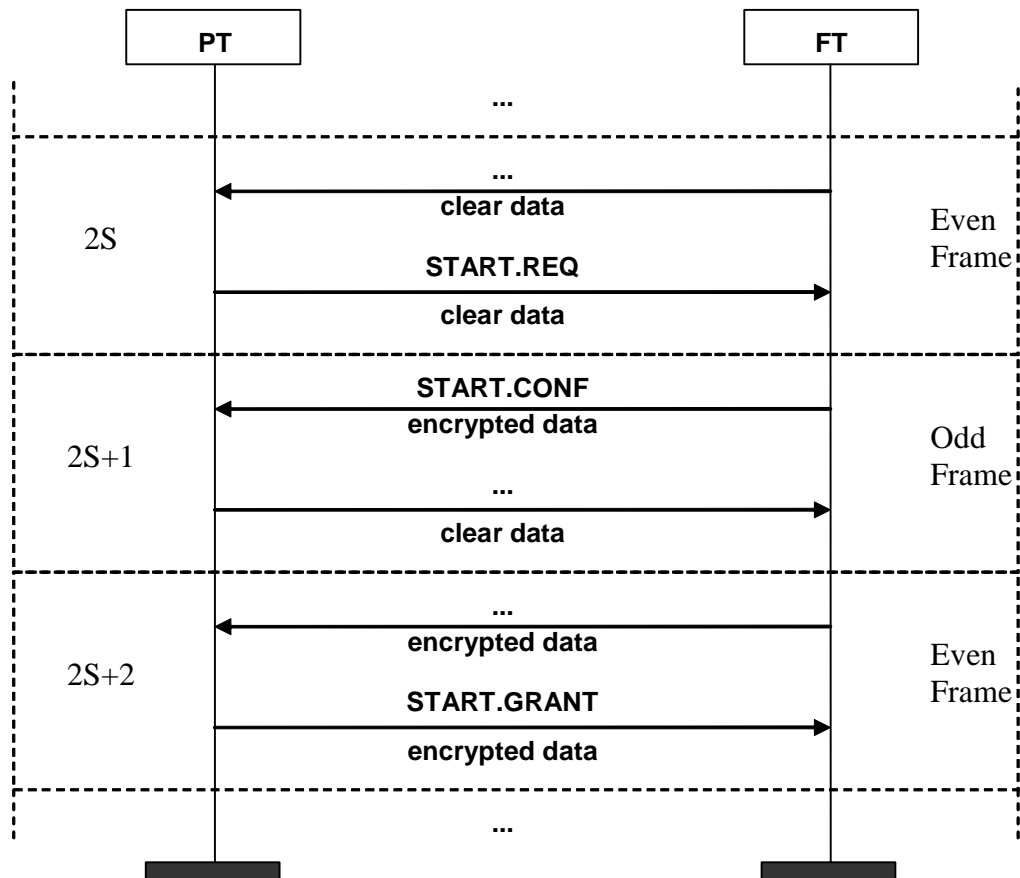 PT
FT
...
...
clear data
2S
Even
Frame
START.REQ
clear data
START.CONF
encrypted data
2S+1
Odd
Frame
...
clear data
...
encrypted data
2S+2
Even
Frame
START.GRANT
encrypted data
...